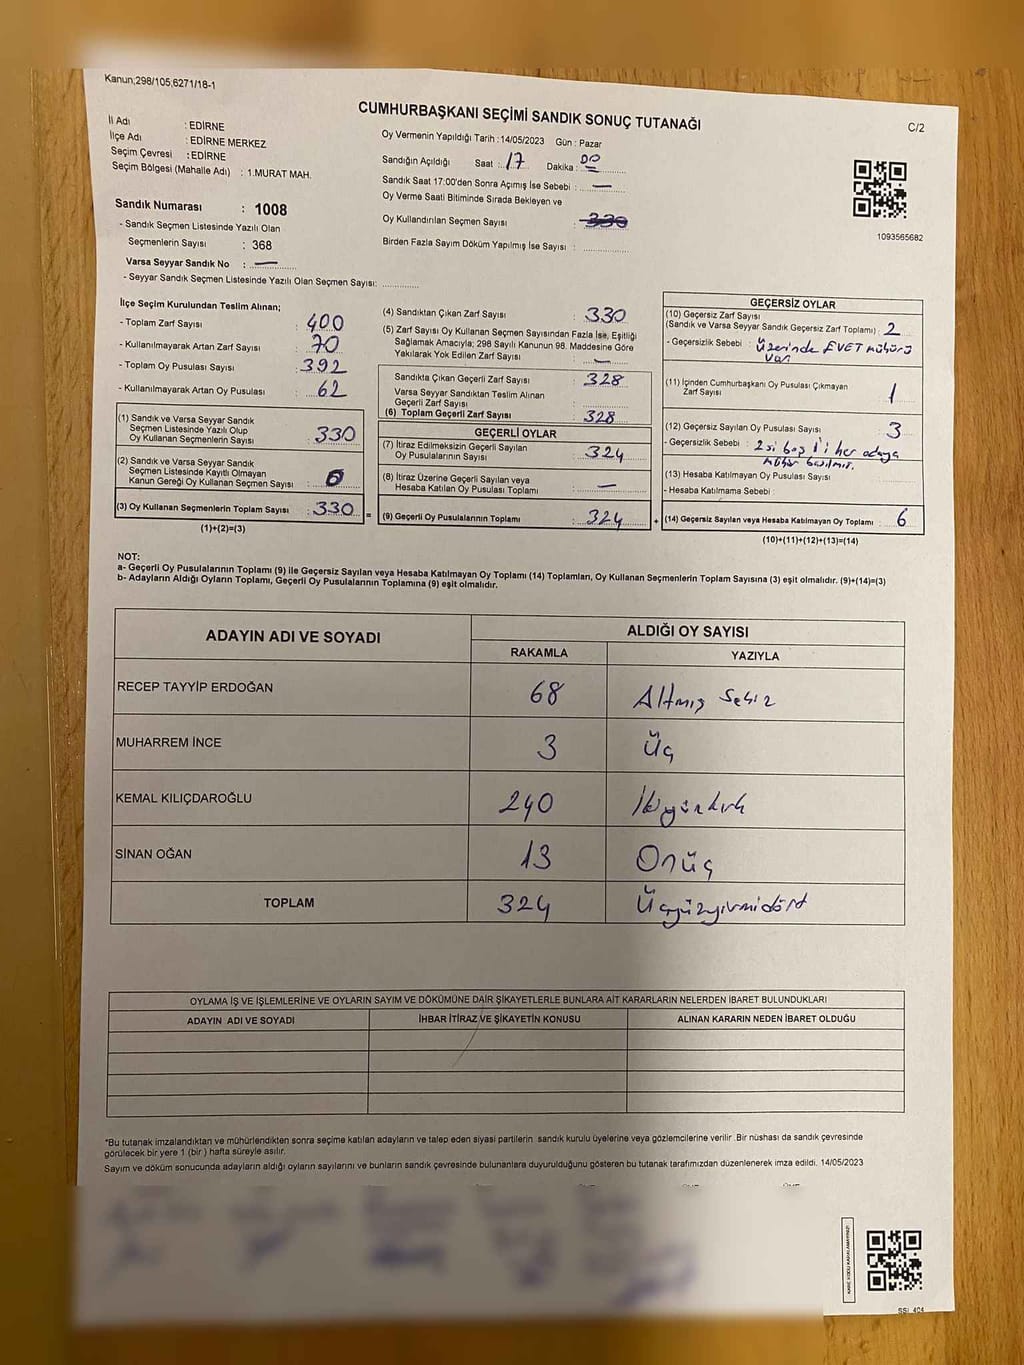 Kanun;298/105;6271/18-1
CUMHURBAŞKANI SEÇİMİ SANDIK SONUÇ TUTANAĞI
C/2
İl Adı : EDİRNE
İlçe Adı : EDİRNE MERKEZ
Seçim Çevresi : EDİRNE
Seçim Bölgesi (Mahalle Adı) : 1.MURAT MAH.
Sandık Numarası : 1008
- Sandık Seçmen Listesinde Yazılı Olan
Seçmenlerin Sayısı : 368
Varsa Seyyar Sandık No : —
- Seyyar Sandık Seçmen Listesinde Yazılı Olan Seçmen Sayısı:
Oy Vermenin Yapıldığı Tarih : 14/05/2023 Gün : Pazar
Sandığın Açıldığı Saat : 17 Dakika : 00
Sandık Saat 17:00'den Sonra Açımış İse Sebebi : —
Oy Verme Saati Bitiminde Sırada Bekleyen ve
Oy Kullandırılan Seçmen Sayısı : 330
Birden Fazla Sayım Döküm Yapılmış İse Sayısı :
1093565682
İlçe Seçim Kurulundan Teslim Alınan;
- Toplam Zarf Sayısı : 400
- Kullanılmayarak Artan Zarf Sayısı : 70
- Toplam Oy Pusulası Sayısı : 392
- Kullanılmayarak Artan Oy Pusulası : 62
(1) Sandık ve Varsa Seyyar Sandık
Seçmen Listesinde Yazılı Olup
Oy Kullanan Seçmenlerin Sayısı : 330
(2) Sandık ve Varsa Seyyar Sandık
Seçmen Listesinde Kayıtlı Olmayan
Kanun Gereği Oy Kullanan Seçmen Sayısı : 0
(3) Oy Kullanan Seçmenlerin Toplam Sayısı : 330 =
(1)+(2)=(3)
(4) Sandıktan Çıkan Zarf Sayısı : 330
(5) Zarf Sayısı Oy Kullanan Seçmen Sayısından Fazla İse, Eşitliği
Sağlamak Amacıyla; 298 Sayılı Kanunun 98. Maddesine Göre
Yakılarak Yok Edilen Zarf Sayısı : —
Sandıkta Çıkan Geçerli Zarf Sayısı : 328
Varsa Seyyar Sandıktan Teslim Alınan
Geçerli Zarf Sayısı :
(6) Toplam Geçerli Zarf Sayısı : 328
GEÇERLİ OYLAR
(7) İtiraz Edilmeksizin Geçerli Sayılan
Oy Pusulalarının Sayısı : 324
(8) İtiraz Üzerine Geçerli Sayılan veya
Hesaba Katılan Oy Pusulası Toplamı : —
(9) Geçerli Oy Pusulalarının Toplamı : 324 +
GEÇERSİZ OYLAR
(10) Geçersiz Zarf Sayısı
(Sandık ve Varsa Seyyar Sandık Geçersiz Zarf Toplamı) : 2
- Geçersizlik Sebebi : Üzerinde EVET mühürü
var
(11) İçinden Cumhurbaşkanı Oy Pusulası Çıkmayan
Zarf Sayısı : 1
(12) Geçersiz Sayılan Oy Pusulası Sayısı : 3
- Geçersizlik Sebebi : 2si boş 1'i her adaya
mühür basılmış.
(13) Hesaba Katılmayan Oy Pusulası Sayısı :
- Hesaba Katılmama Sebebi :
(14) Geçersiz Sayılan veya Hesaba Katılmayan Oy Toplamı : 6
(10)+(11)+(12)+(13)=(14)
NOT:
a- Geçerli Oy Pusulalarının Toplamı (9) ile Geçersiz Sayılan veya Hesaba Katılmayan Oy Toplamı (14) Toplamları, Oy Kullanan Seçmenlerin Toplam Sayısına (3) eşit olmalıdır. (9)+(14)=(3)
b- Adayların Aldığı Oyların Toplamı, Geçerli Oy Pusulalarının Toplamına (9) eşit olmalıdır.
ADAYIN ADI VE SOYADI
ALDIĞI OY SAYISI
RAKAMLA YAZIYLA
RECEP TAYYİP ERDOĞAN 68 Altmış Sekiz
MUHARREM İNCE 3 Üç
KEMAL KILIÇDAROĞLU 240 İkiyüzkırk
SİNAN OĞAN 13 Onüç
TOPLAM 324 Üçyüzyirmidört
OYLAMA İŞ VE İŞLEMLERİNE VE OYLARIN SAYIM VE DÖKÜMÜNE DAİR ŞİKAYETLERLE BUNLARA AİT KARARLARIN NELERDEN İBARET BULUNDUKLARI
ADAYIN ADI VE SOYADI İHBAR İTİRAZ VE ŞİKAYETİN KONUSU ALINAN KARARIN NEDEN İBARET OLDUĞU
*Bu tutanak imzalandıktan ve mühürlendikten sonra seçime katılan adayların ve talep eden siyasi partilerin sandık kurulu üyelerine veya gözlemcilerine verilir .Bir nüshası da sandık çevresinde
görülecek bir yere 1 (bir ) hafta süreyle asılır.
Sayım ve döküm sonucunda adayların aldığı oyların sayılarını ve bunların sandık çevresinde bulunanlara duyurulduğunu gösteren bu tutanak tarafımızdan düzenlenerek imza edildi. 14/05/2023
KARE KODU KARALAMAYINIZ!